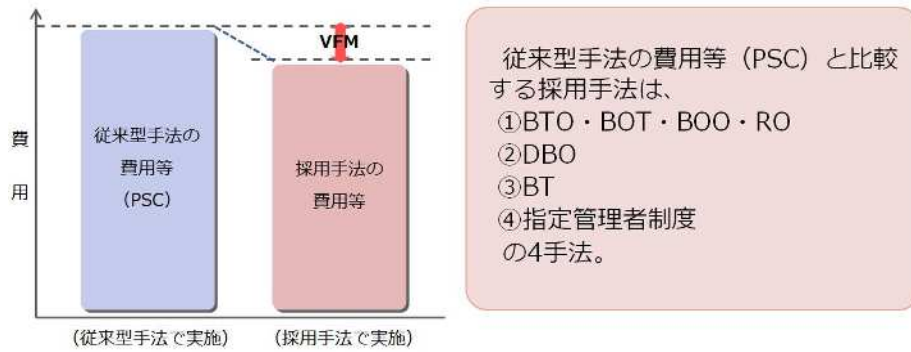 VFM
費
用
従来型手法の
費用等
(PSC)
採用手法の
費用等
(従来型手法で実施)
(採用手法で実施)
従来型手法の費用等（PSC）と比較
する採用手法は、
①BTO・BOT・BOO・RO
②DBO
③BT
④指定管理者制度
の4手法。